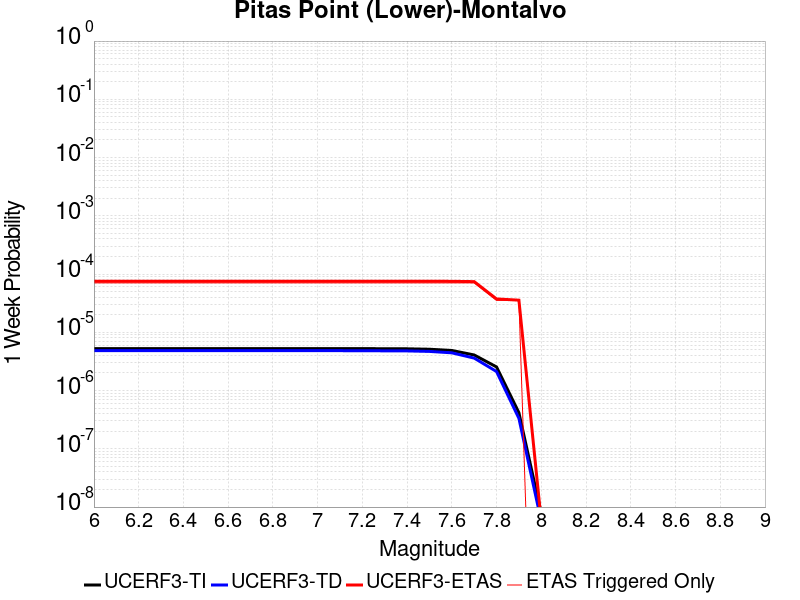 Pitas Point (Lower)-Montalvo
10 0
10 -1
10 -2
10 -3
10 -4
10 -5
10 -6
10 -7
10 -8
1 Week Probability
6 6.2 6.4 6.6 6.8 7 7.2 7.4 7.6 7.8 8 8.2 8.4 8.6 8.8 9
Magnitude
UCERF3-TI UCERF3-TD UCERF3-ETAS ETAS Triggered Only